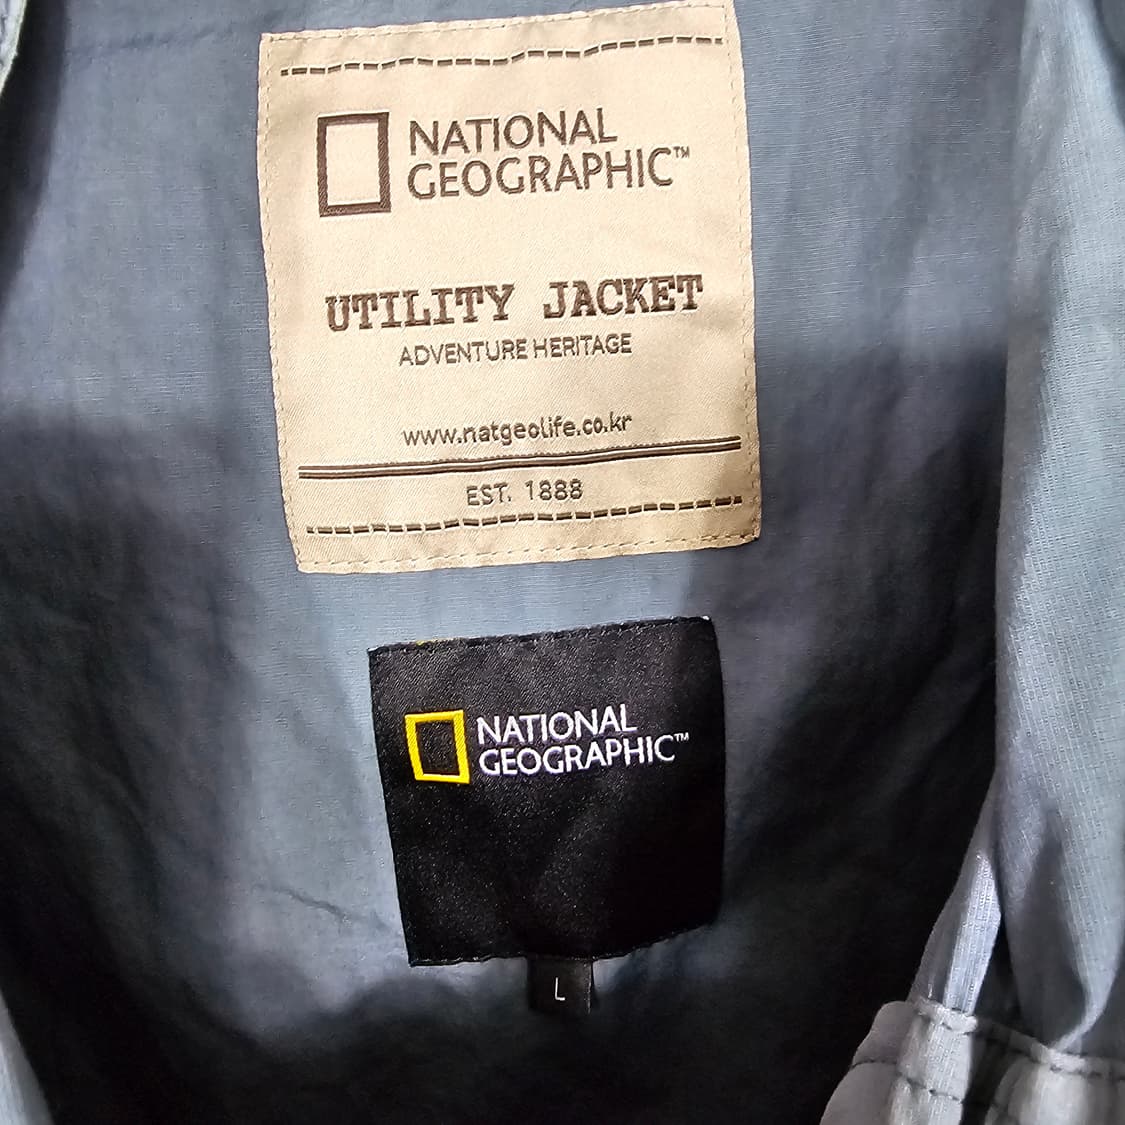 NATIONAL
GEOGRAPHIC™
UTILITY JACKET
ADVENTURE HERITAGE
www.natgeolife.co.kr
EST. 1888
NATIONAL
GEOGRAPHIC™
L